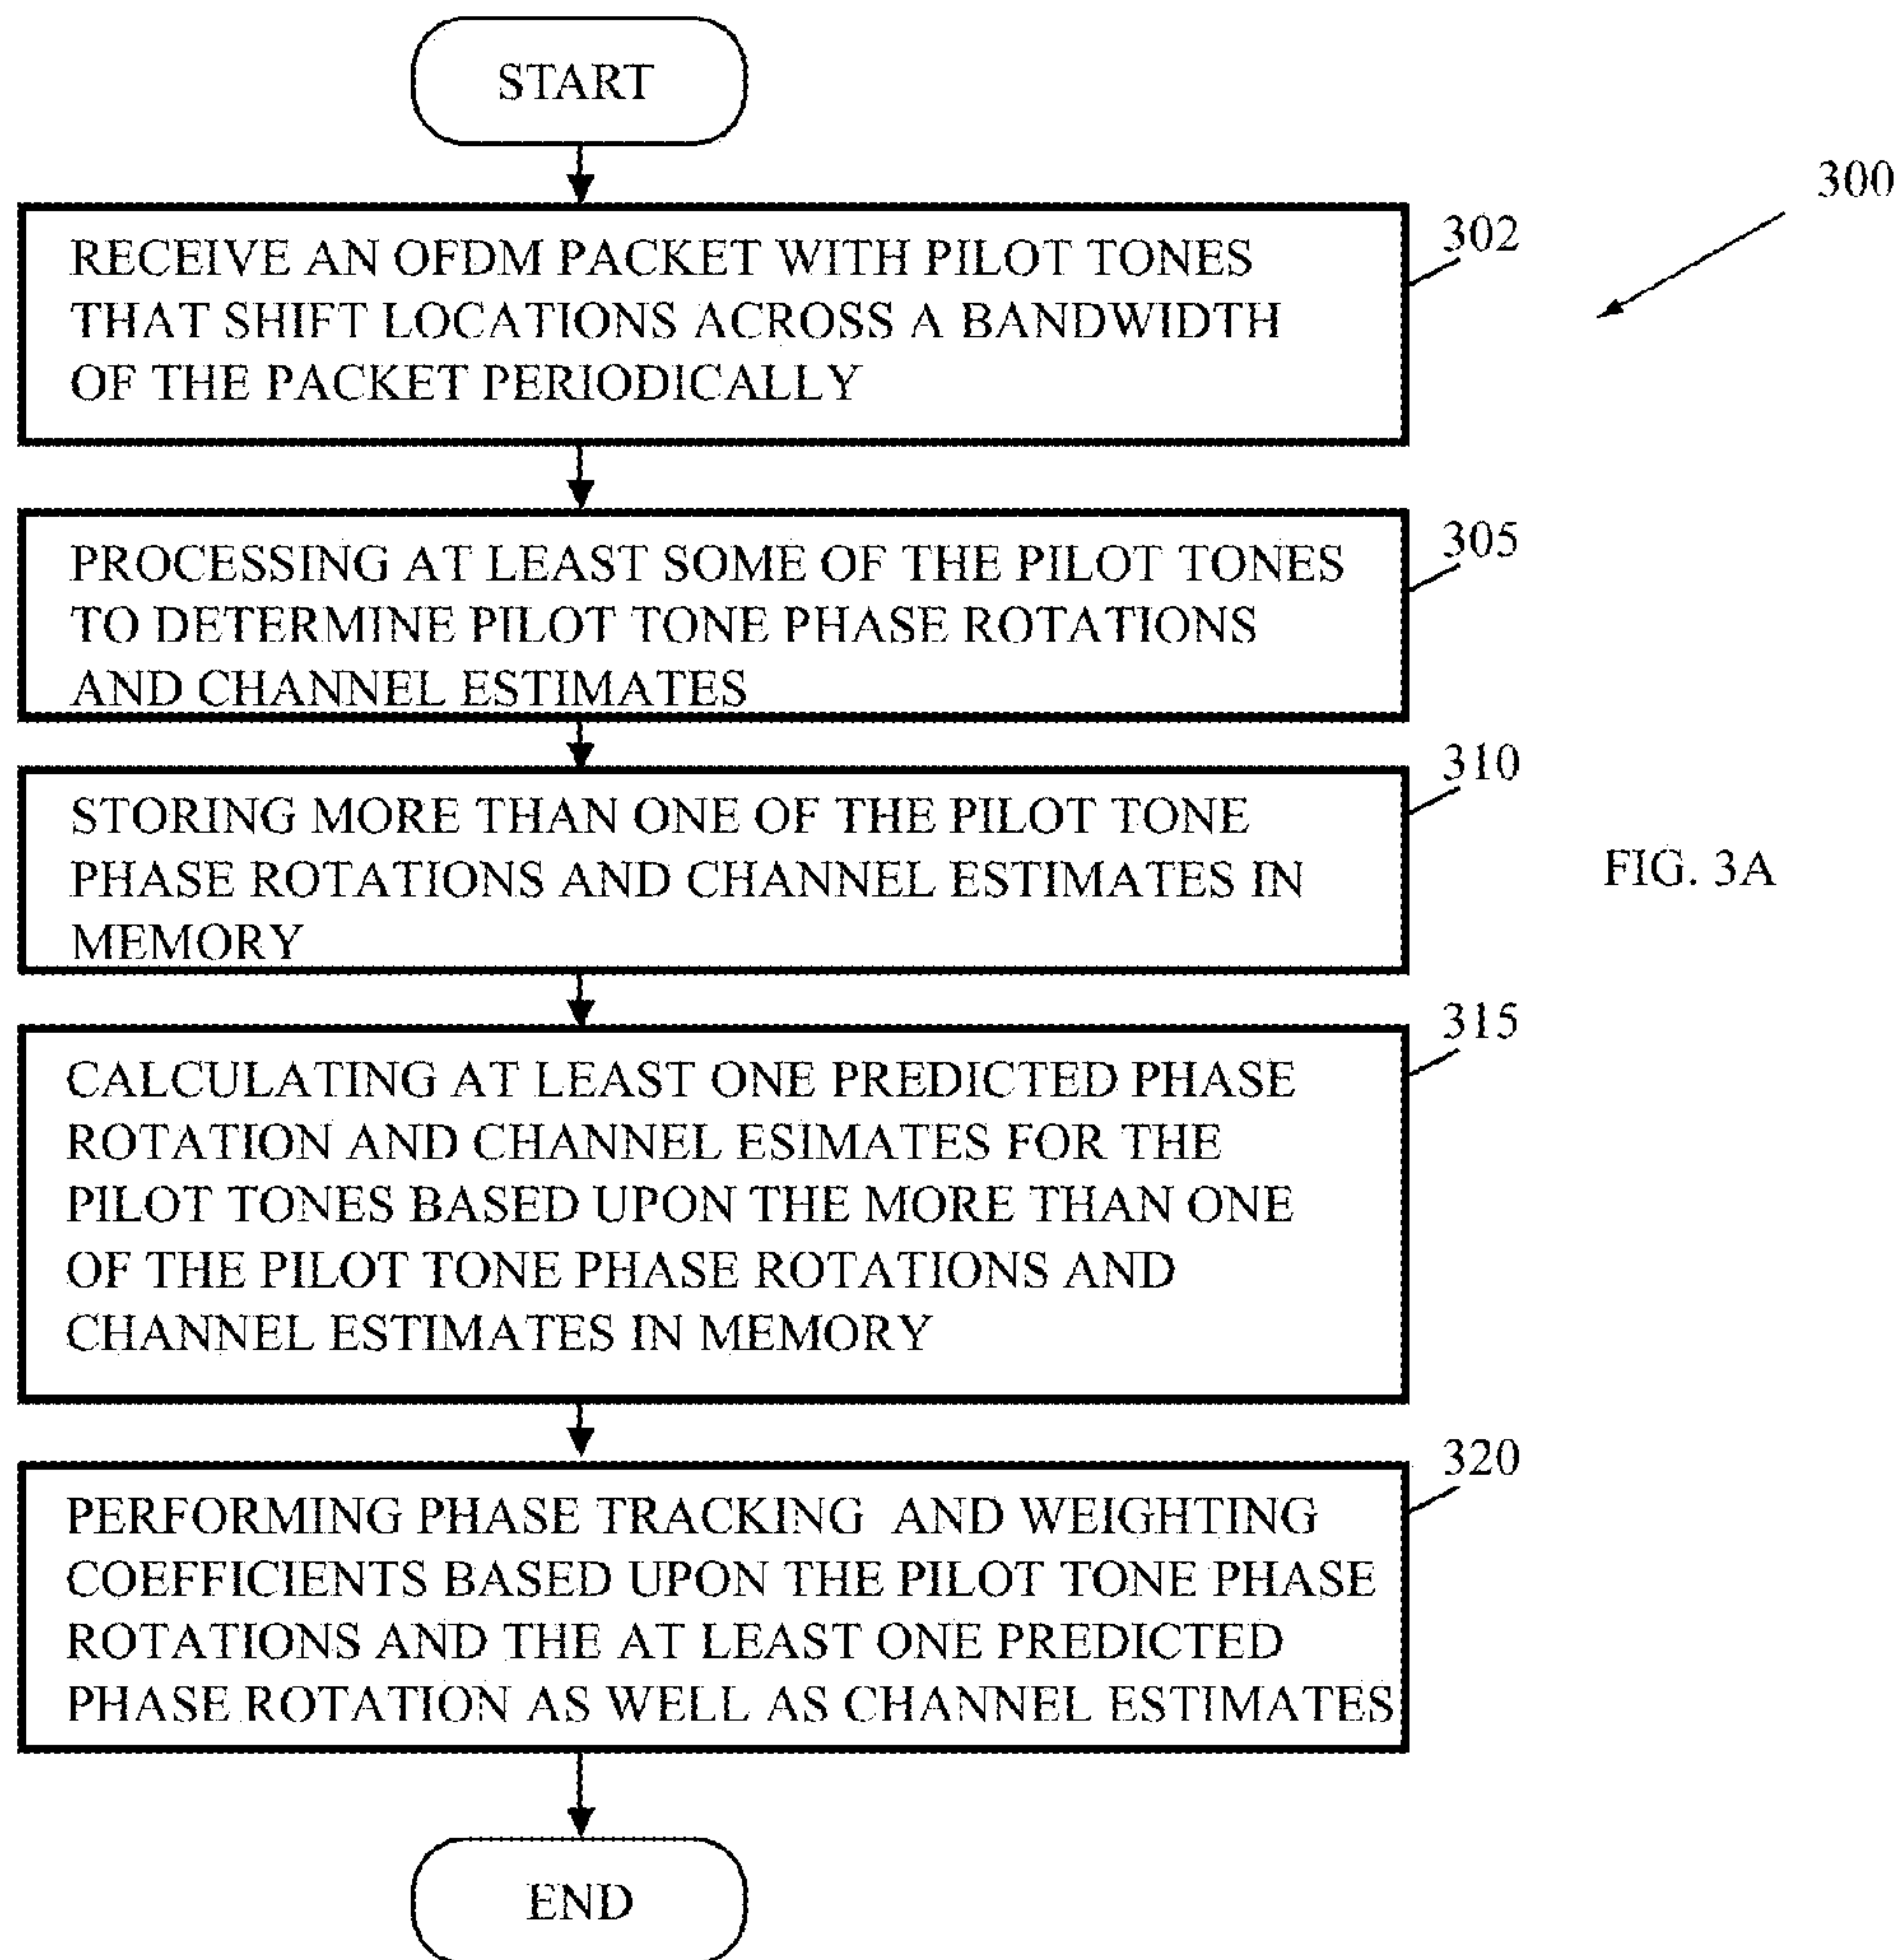 START
300
302
RECEIVE AN OFDM PACKET WITH PILOT TONES
THAT SHIFT LOCATIONS ACROSS A BANDWIDTH
OF THE PACKET PERIODICALLY
305
PROCESSING AT LEAST SOME OF THE PILOT TONES
TO DETERMINE PILOT TONE PHASE ROTATIONS
AND CHANNEL ESTIMATES
310
STORING MORE THAN ONE OF THE PILOT TONE
PHASE ROTATIONS AND CHANNEL ESTIMATES IN
MEMORY
FIG. 3A
315
CALCULATING AT LEAST ONE PREDICTED PHASE
ROTATION AND CHANNEL ESIMATES FOR THE
PILOT TONES BASED UPON THE MORE THAN ONE
OF THE PILOT TONE PHASE ROTATIONS AND
CHANNEL ESTIMATES IN MEMORY
320
PERFORMING PHASE TRACKING AND WEIGHTING
COEFFICIENTS BASED UPON THE PILOT TONE PHASE
ROTATIONS AND THE AT LEAST ONE PREDICTED
PHASE ROTATION AS WELL AS CHANNEL ESTIMATES
END